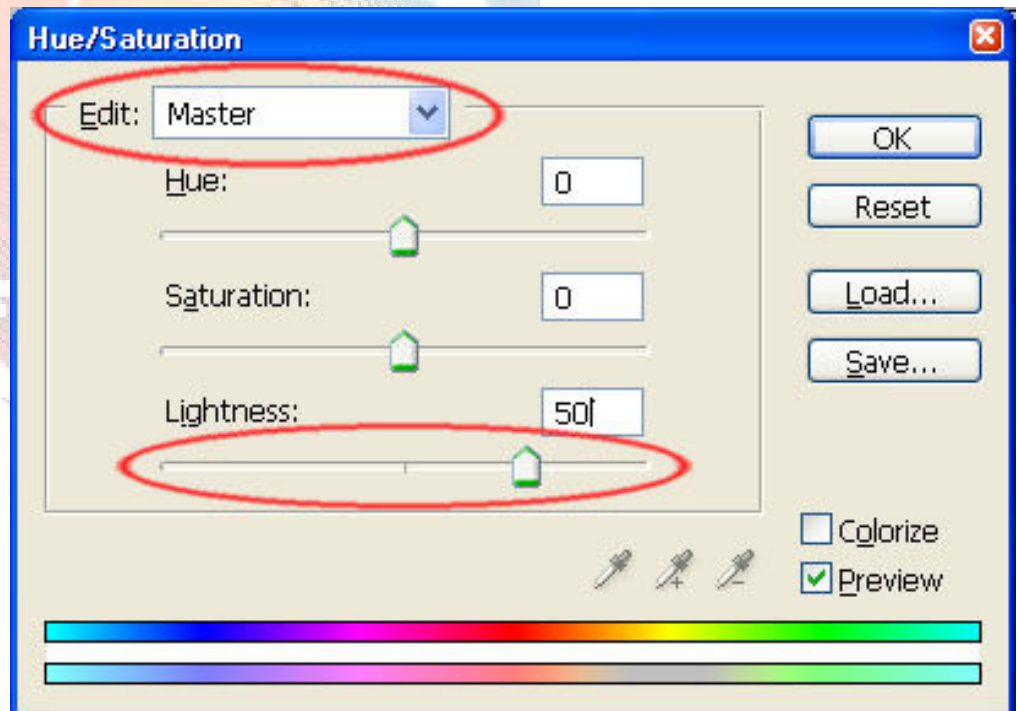 Hue/Saturation
Edit: Master
OK
Hue: 0
Reset
Saturation: 0
Load...
Save...
Lightness: 50
Colorize
Preview